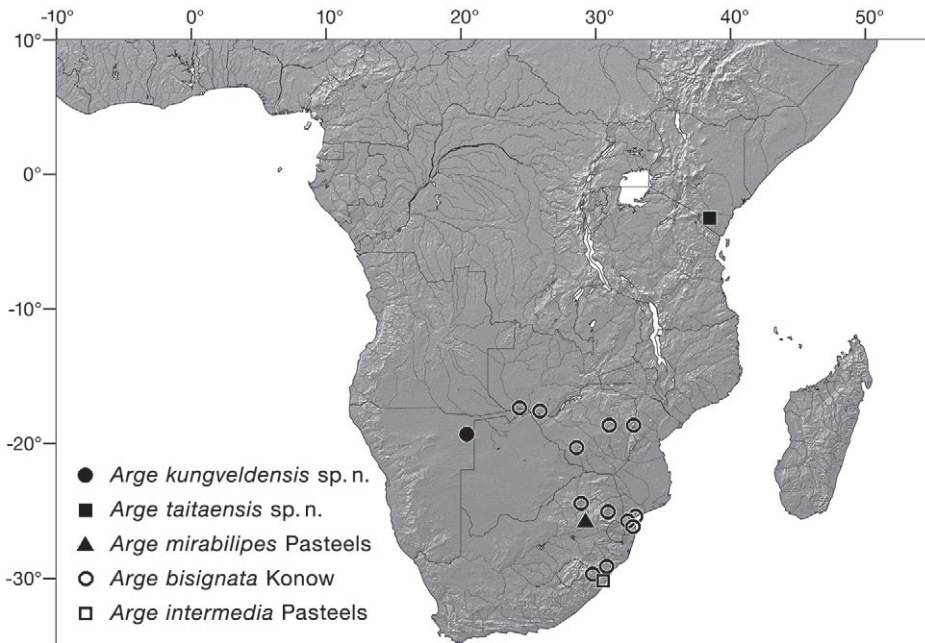 -10° 0° 10° 20° 30° 40° 50°
10°
0°
-10°
-20°
-30°
Arge kungveldensis sp. n.
Arge taitaensis sp. n.
Arge mirabilipes Pasteels
Arge bisignata Konow
Arge intermedia Pasteels